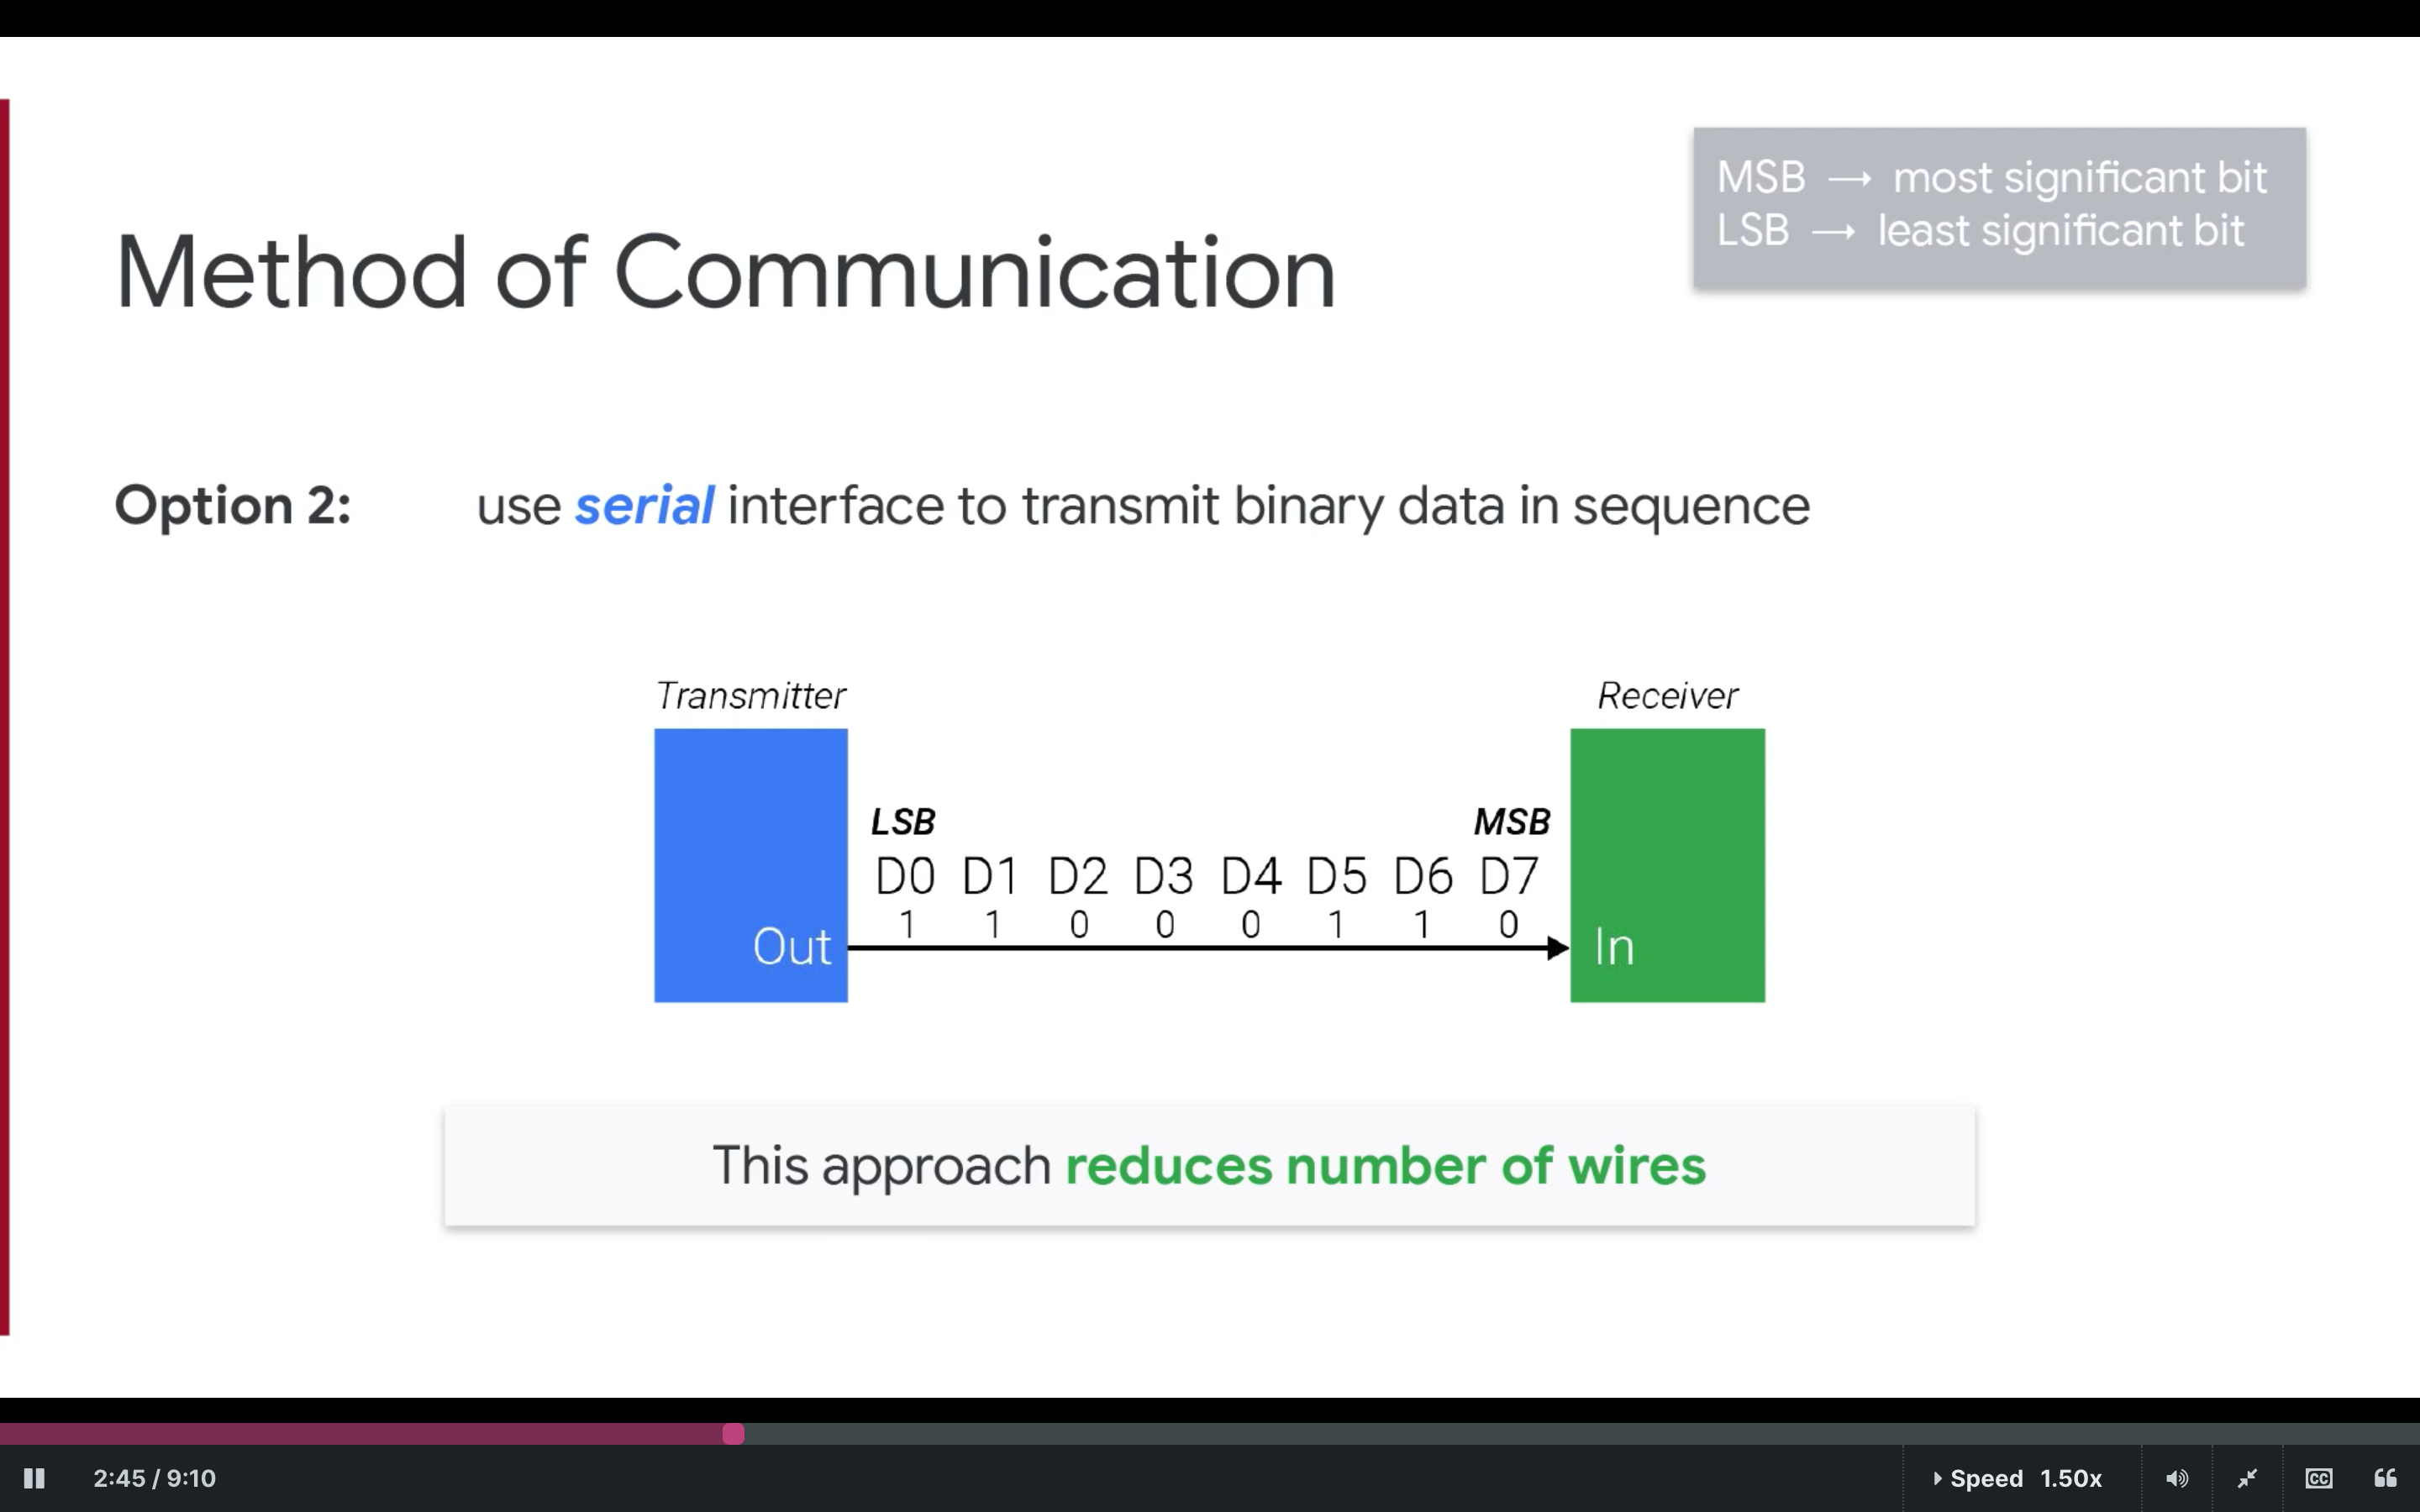 MSB → most significant bit
LSB → least significant bit
Method of Communication
Option 2: use serial interface to transmit binary data in sequence
Transmitter Receiver
LSB MSB
D0 D1 D2 D3 D4 D5 D6 D7
1 1 0 0 0 1 1 0
Out In
This approach reduces number of wires
2:45 / 9:10 Speed 1.50x CC